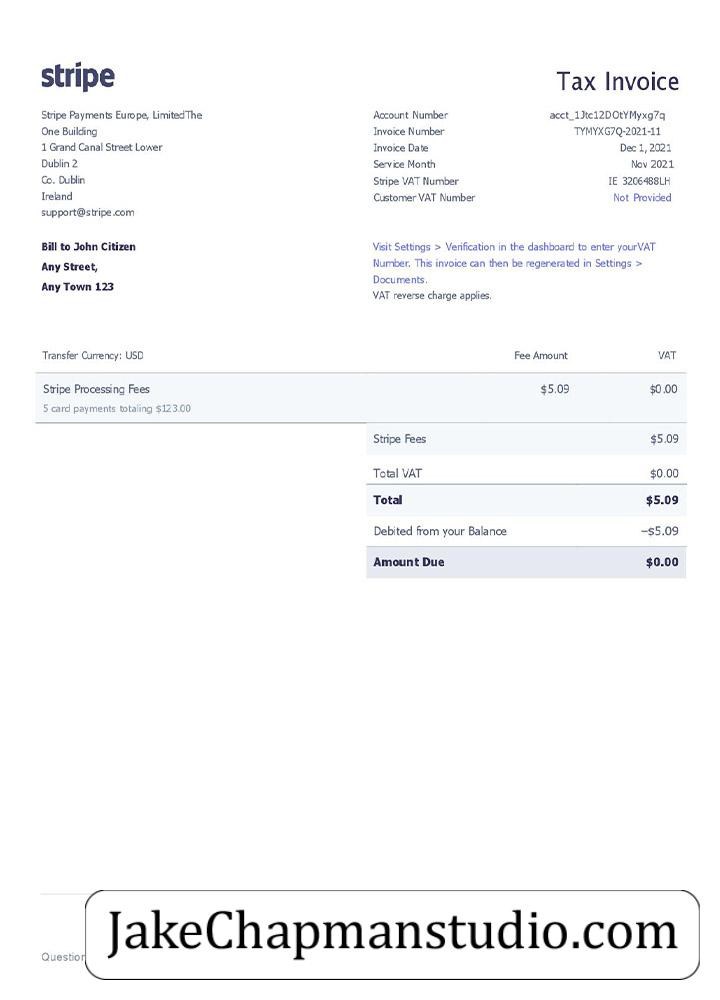 stripe
Tax Invoice
Stripe Payments Europe, LimitedThe
One Building
1 Grand Canal Street Lower
Dublin 2
Co. Dublin
Ireland
support@stripe.com
Account Number acct_1Jtc12DOtYMyxg7q
Invoice Number TYMYXG7Q-2021-11
Invoice Date Dec 1, 2021
Service Month Nov 2021
Stripe VAT Number IE 3206488LH
Customer VAT Number Not Provided
Bill to John Citizen
Any Street,
Any Town 123
Visit Settings > Verification in the dashboard to enter yourVAT
Number. This invoice can then be regenerated in Settings >
Documents.
VAT reverse charge applies.
Transfer Currency: USD Fee Amount VAT
Stripe Processing Fees $5.09 $0.00
5 card payments totaling $123.00
Stripe Fees $5.09
Total VAT $0.00
Total $5.09
Debited from your Balance −$5.09
Amount Due $0.00
JakeChapmanstudio.com
Question